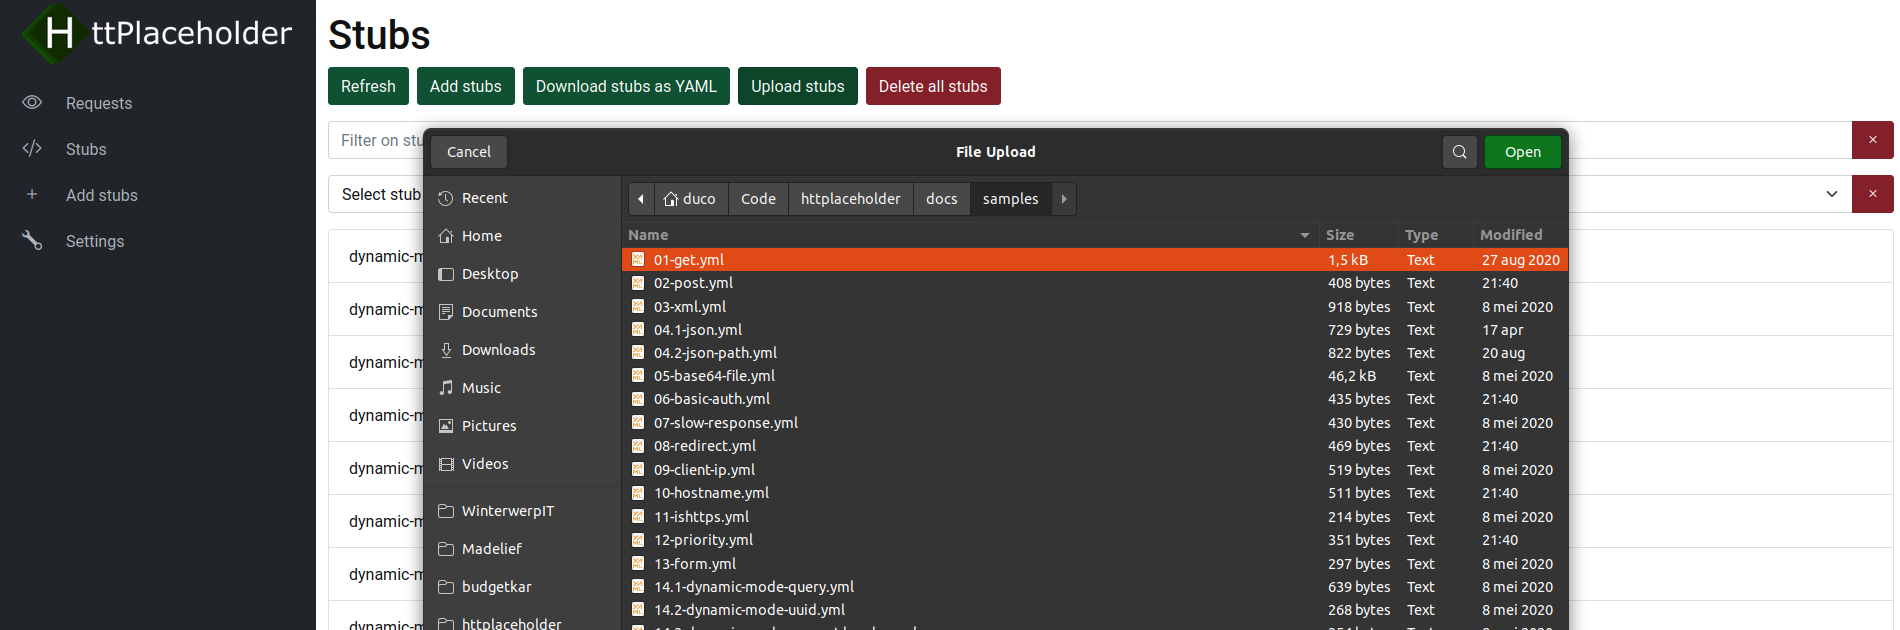 HttPlaceholder
Requests
Stubs
Add stubs
Settings
Stubs
Refresh Add stubs Download stubs as YAML Upload stubs Delete all stubs
Filter on stu
Select stub
dynamic-m
dynamic-m
dynamic-m
dynamic-m
dynamic-m
dynamic-m
dynamic-m
dynamic-m
Cancel File Upload Open
Recent
Home
Desktop
Documents
Downloads
Music
Pictures
Videos
WinterwerpIT
Madelief
budgetkar
httplaceholder
duco Code httplaceholder docs samples
Name Size Type Modified
01-get.yml 1,5 kB Text 27 aug 2020
02-post.yml 408 bytes Text 21:40
03-xml.yml 918 bytes Text 8 mei 2020
04.1-json.yml 729 bytes Text 17 apr
04.2-json-path.yml 822 bytes Text 20 aug
05-base64-file.yml 46,2 kB Text 8 mei 2020
06-basic-auth.yml 435 bytes Text 21:40
07-slow-response.yml 430 bytes Text 8 mei 2020
08-redirect.yml 469 bytes Text 21:40
09-client-ip.yml 519 bytes Text 8 mei 2020
10-hostname.yml 511 bytes Text 21:40
11-ishttps.yml 214 bytes Text 8 mei 2020
12-priority.yml 351 bytes Text 21:40
13-form.yml 297 bytes Text 8 mei 2020
14.1-dynamic-mode-query.yml 639 bytes Text 8 mei 2020
14.2-dynamic-mode-uuid.yml 268 bytes Text 8 mei 2020